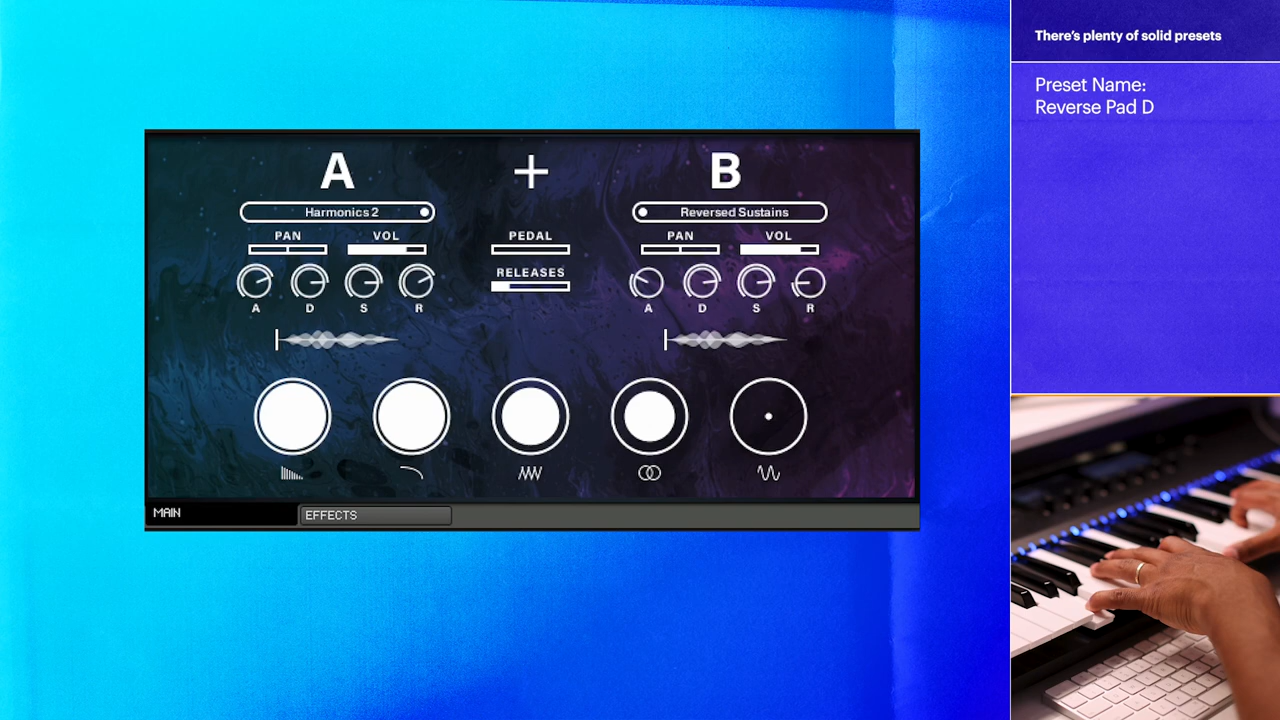 There's plenty of solid presets
Preset Name:
Reverse Pad D
A
+
B
Harmonics 2
Reversed Sustains
PAN
VOL
PEDAL
PAN
VOL
RELEASES
A
D
S
R
A
D
S
R
MAIN
EFFECTS